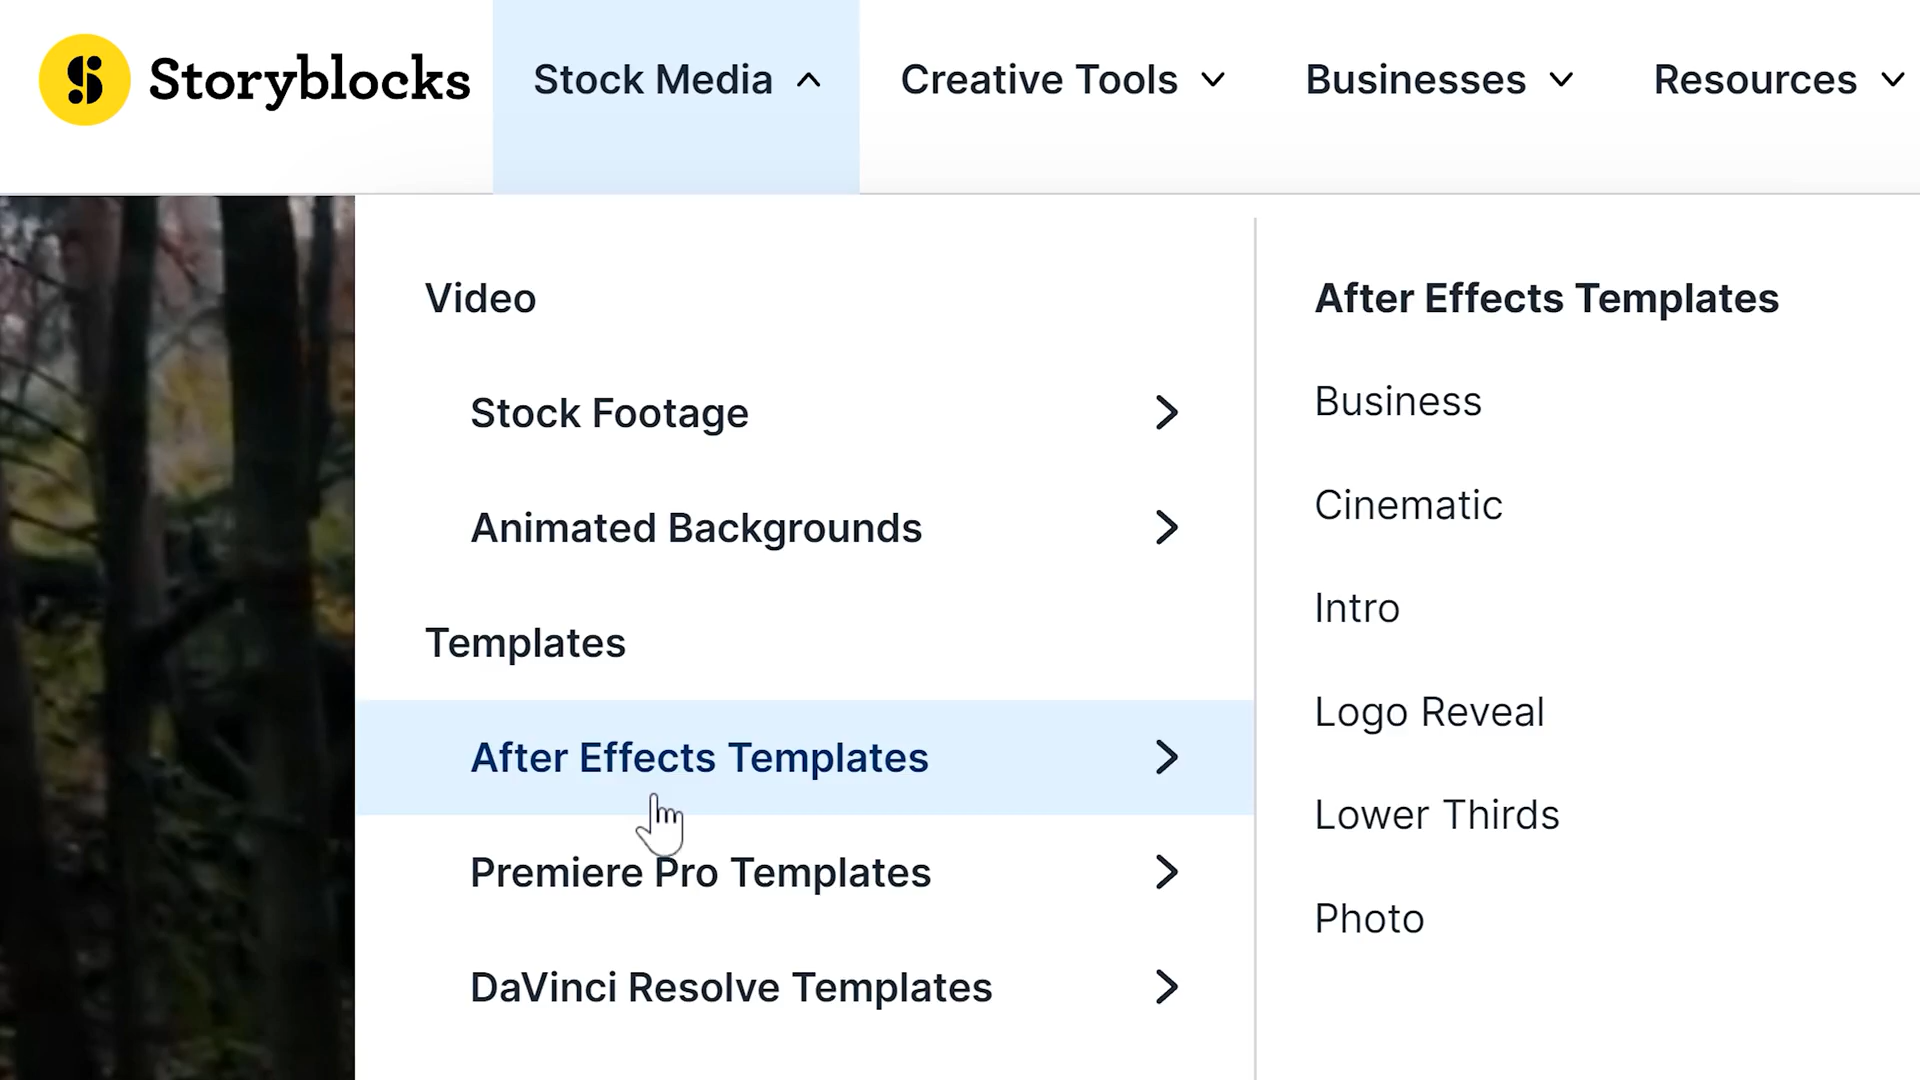 Storyblocks
Stock Media
Creative Tools
Businesses
Resources
Video
Stock Footage
Animated Backgrounds
Templates
After Effects Templates
Premiere Pro Templates
DaVinci Resolve Templates
After Effects Templates
Business
Cinematic
Intro
Logo Reveal
Lower Thirds
Photo